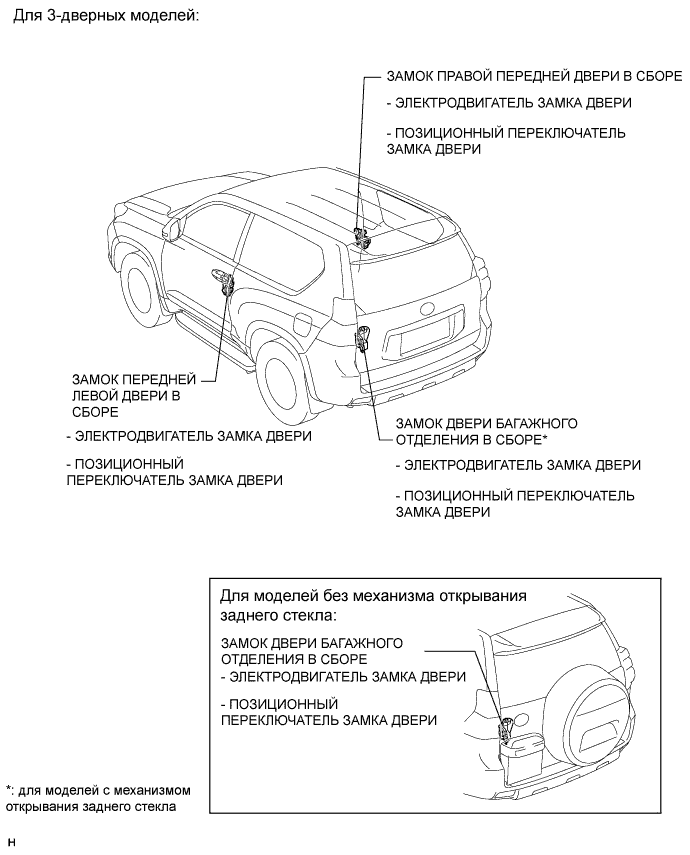 Для 3-дверных моделей:
ЗАМОК ПРАВОЙ ПЕРЕДНЕЙ ДВЕРИ В СБОРЕ
- ЭЛЕКТРОДВИГАТЕЛЬ ЗАМКА ДВЕРИ
- ПОЗИЦИОННЫЙ ПЕРЕКЛЮЧАТЕЛЬ
ЗАМКА ДВЕРИ
ЗАМОК ПЕРЕДНЕЙ
ЛЕВОЙ ДВЕРИ В
СБОРЕ
- ЭЛЕКТРОДВИГАТЕЛЬ ЗАМКА ДВЕРИ
- ПОЗИЦИОННЫЙ
ПЕРЕКЛЮЧАТЕЛЬ ЗАМКА ДВЕРИ
ЗАМОК ДВЕРИ БАГАЖНОГО
ОТДЕЛЕНИЯ В СБОРЕ*
- ЭЛЕКТРОДВИГАТЕЛЬ ЗАМКА ДВЕРИ
- ПОЗИЦИОННЫЙ ПЕРЕКЛЮЧАТЕЛЬ
ЗАМКА ДВЕРИ
Для моделей без механизма открывания
заднего стекла:
ЗАМОК ДВЕРИ БАГАЖНОГО
ОТДЕЛЕНИЯ В СБОРЕ
- ЭЛЕКТРОДВИГАТЕЛЬ ЗАМКА ДВЕРИ
- ПОЗИЦИОННЫЙ
ПЕРЕКЛЮЧАТЕЛЬ ЗАМКА ДВЕРИ
*: для моделей с механизмом
открывания заднего стекла
н